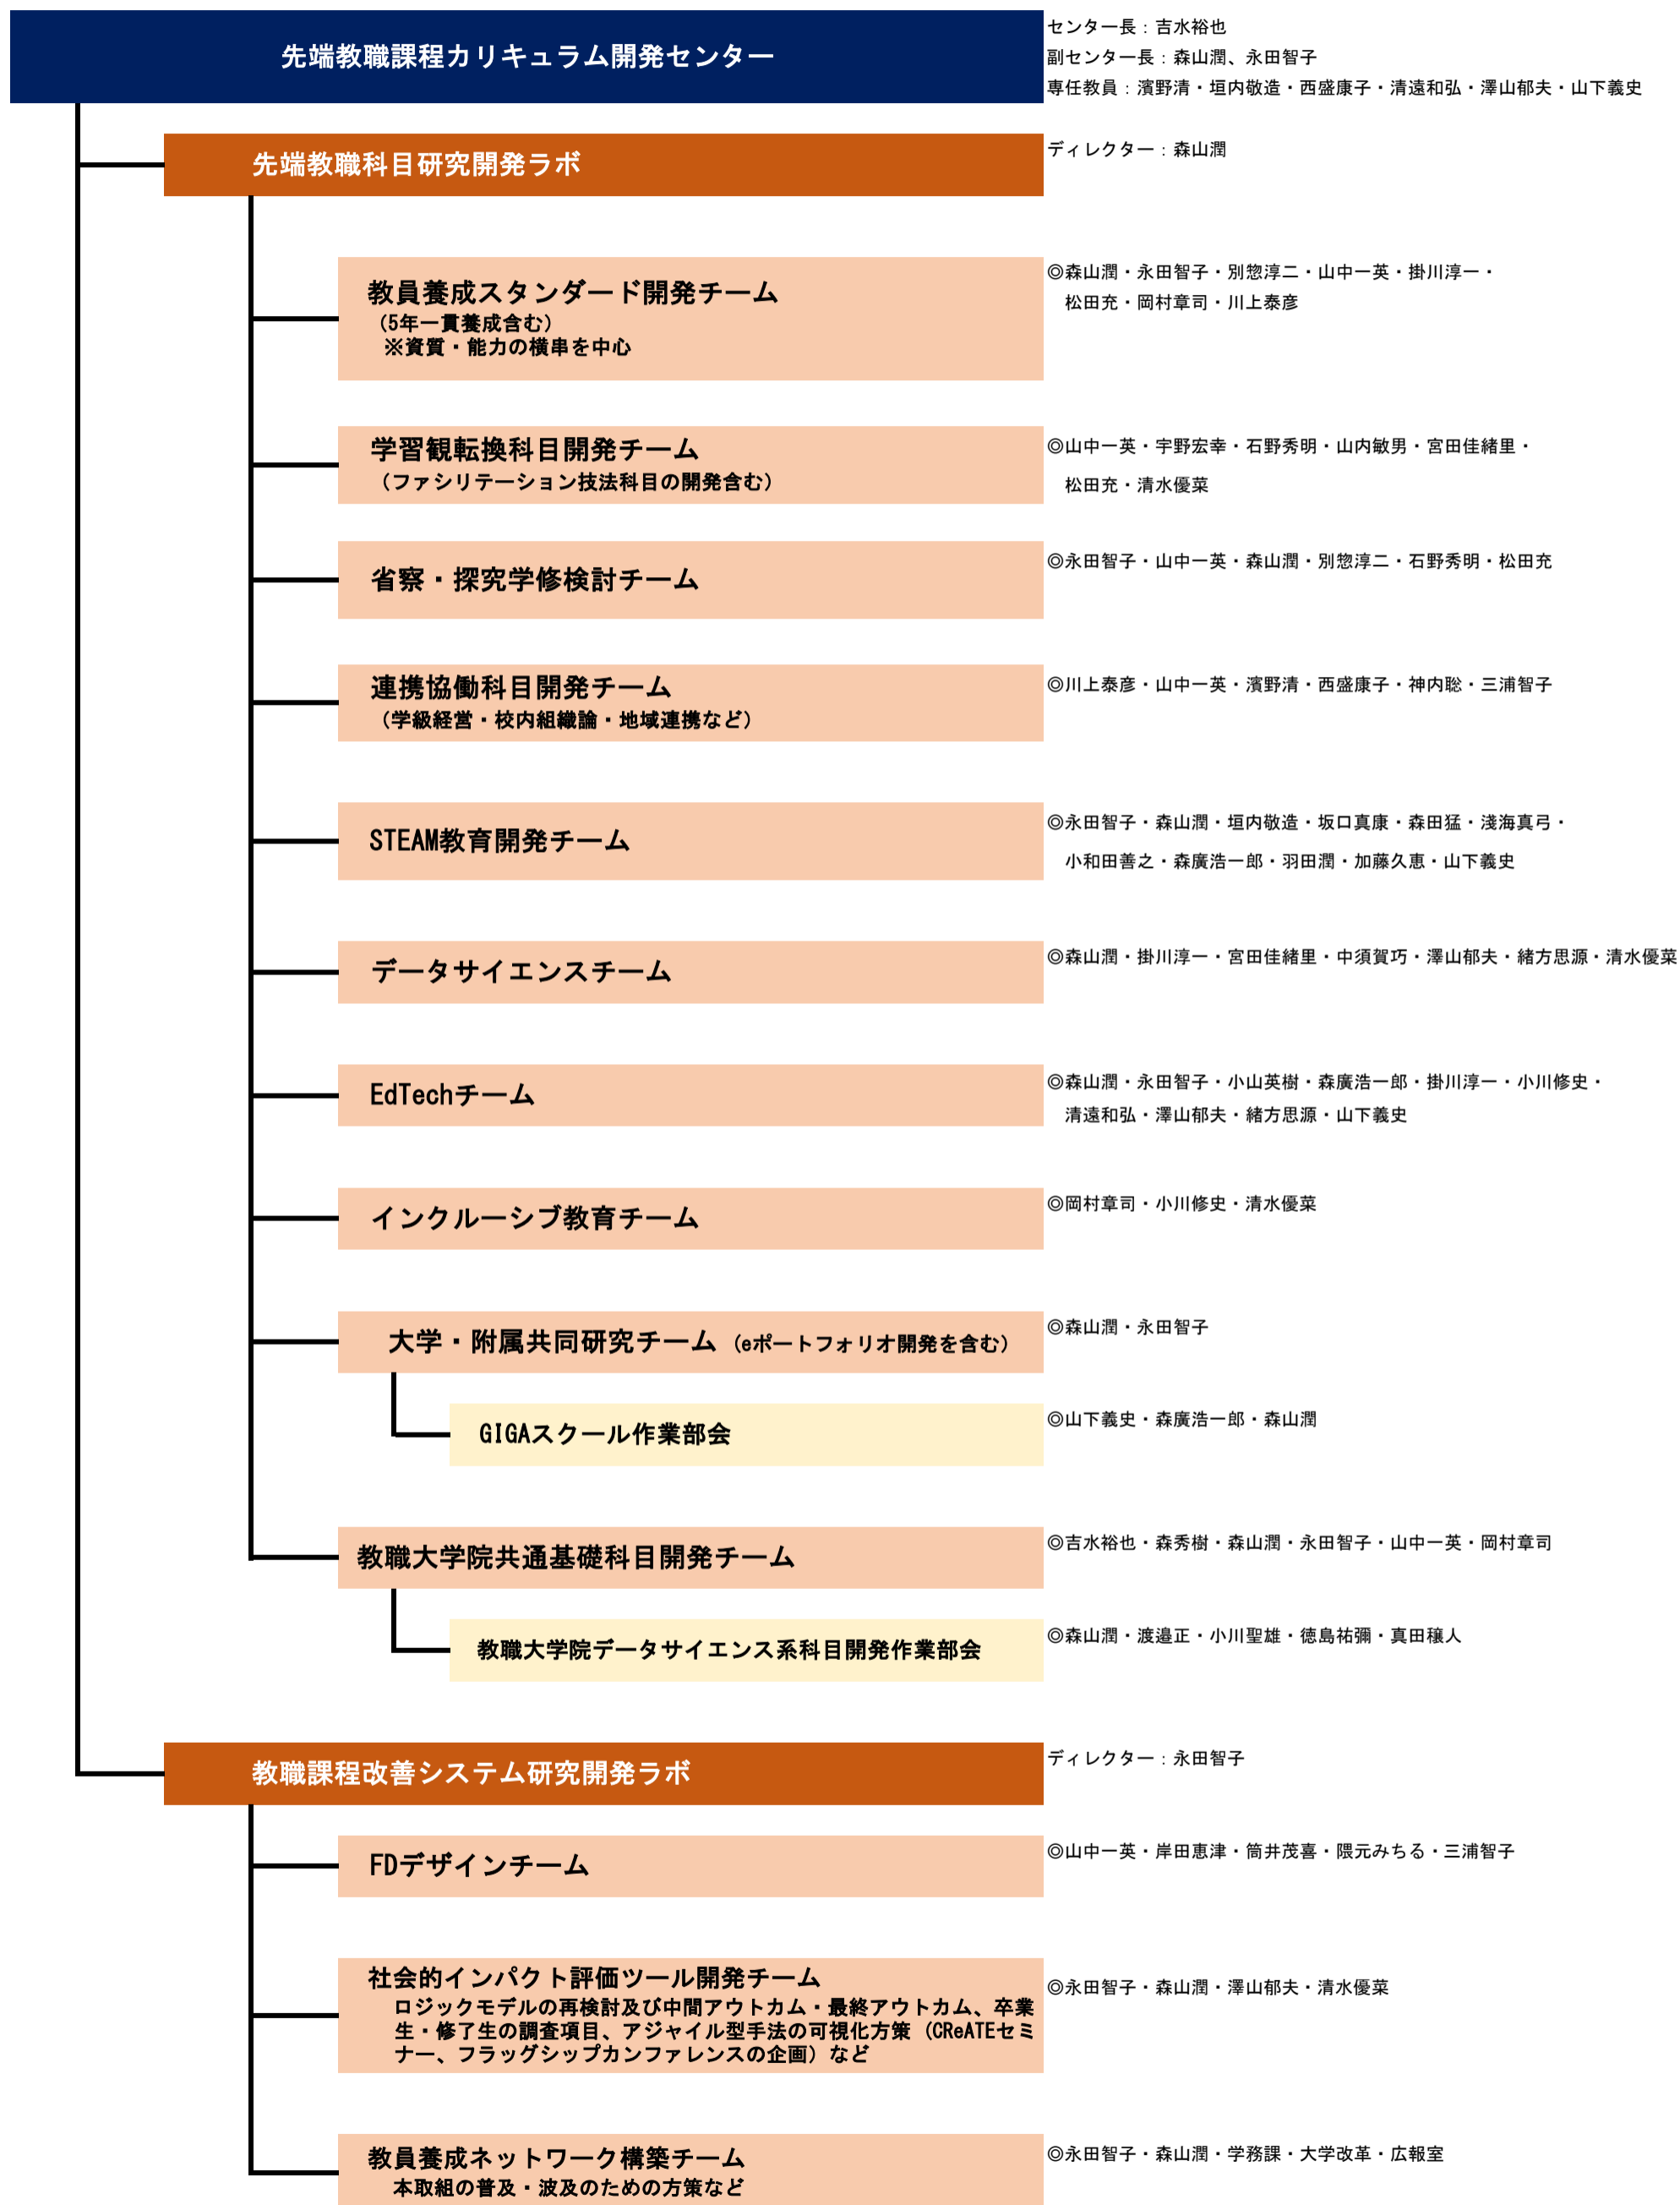 先端教職課程カリキュラム開発センター
センター長：吉水裕也
副センター長：森山潤、永田智子
専任教員：濱野清・垣内敬造・西盛康子・清遠和弘・澤山郁夫・山下義史
先端教職科目研究開発ラボ
ディレクター：森山潤
教員養成スタンダード開発チーム
（5年一貫養成含む）
※資質・能力の横串を中心
◎森山潤・永田智子・別惣淳二・山中一英・掛川淳一・
松田充・岡村章司・川上泰彦
学習観転換科目開発チーム
（ファシリテーション技法科目の開発含む）
◎山中一英・宇野宏幸・石野秀明・山内敏男・宮田佳緒里・
松田充・清水優菜
省察・探究学修検討チーム
◎永田智子・山中一英・森山潤・別惣淳二・石野秀明・松田充
連携協働科目開発チーム
（学級経営・校内組織論・地域連携など）
◎川上泰彦・山中一英・濱野清・西盛康子・神内聡・三浦智子
STEAM教育開発チーム
◎永田智子・森山潤・垣内敬造・坂口真康・森田猛・淺海真弓・
小和田善之・森廣浩一郎・羽田潤・加藤久恵・山下義史
データサイエンスチーム
◎森山潤・掛川淳一・宮田佳緒里・中須賀巧・澤山郁夫・緒方思源・清水優菜
EdTechチーム
◎森山潤・永田智子・小山英樹・森廣浩一郎・掛川淳一・小川修史・
清遠和弘・澤山郁夫・緒方思源・山下義史
インクルーシブ教育チーム
◎岡村章司・小川修史・清水優菜
大学・附属共同研究チーム（eポートフォリオ開発を含む）
◎森山潤・永田智子
GIGAスクール作業部会
◎山下義史・森廣浩一郎・森山潤
教職大学院共通基礎科目開発チーム
◎吉水裕也・森秀樹・森山潤・永田智子・山中一英・岡村章司
教職大学院データサイエンス系科目開発作業部会
◎森山潤・渡邉正・小川聖雄・徳島祐彌・真田穣人
教職課程改善システム研究開発ラボ
ディレクター：永田智子
FDデザインチーム
◎山中一英・岸田恵津・筒井茂喜・隈元みちる・三浦智子
社会的インパクト評価ツール開発チーム
ロジックモデルの再検討及び中間アウトカム・最終アウトカム、卒業
生・修了生の調査項目、アジャイル型手法の可視化方策（CReATEセミ
ナー、フラッグシップカンファレンスの企画）など
◎永田智子・森山潤・澤山郁夫・清水優菜
教員養成ネットワーク構築チーム
本取組の普及・波及のための方策など
◎永田智子・森山潤・学務課・大学改革・広報室